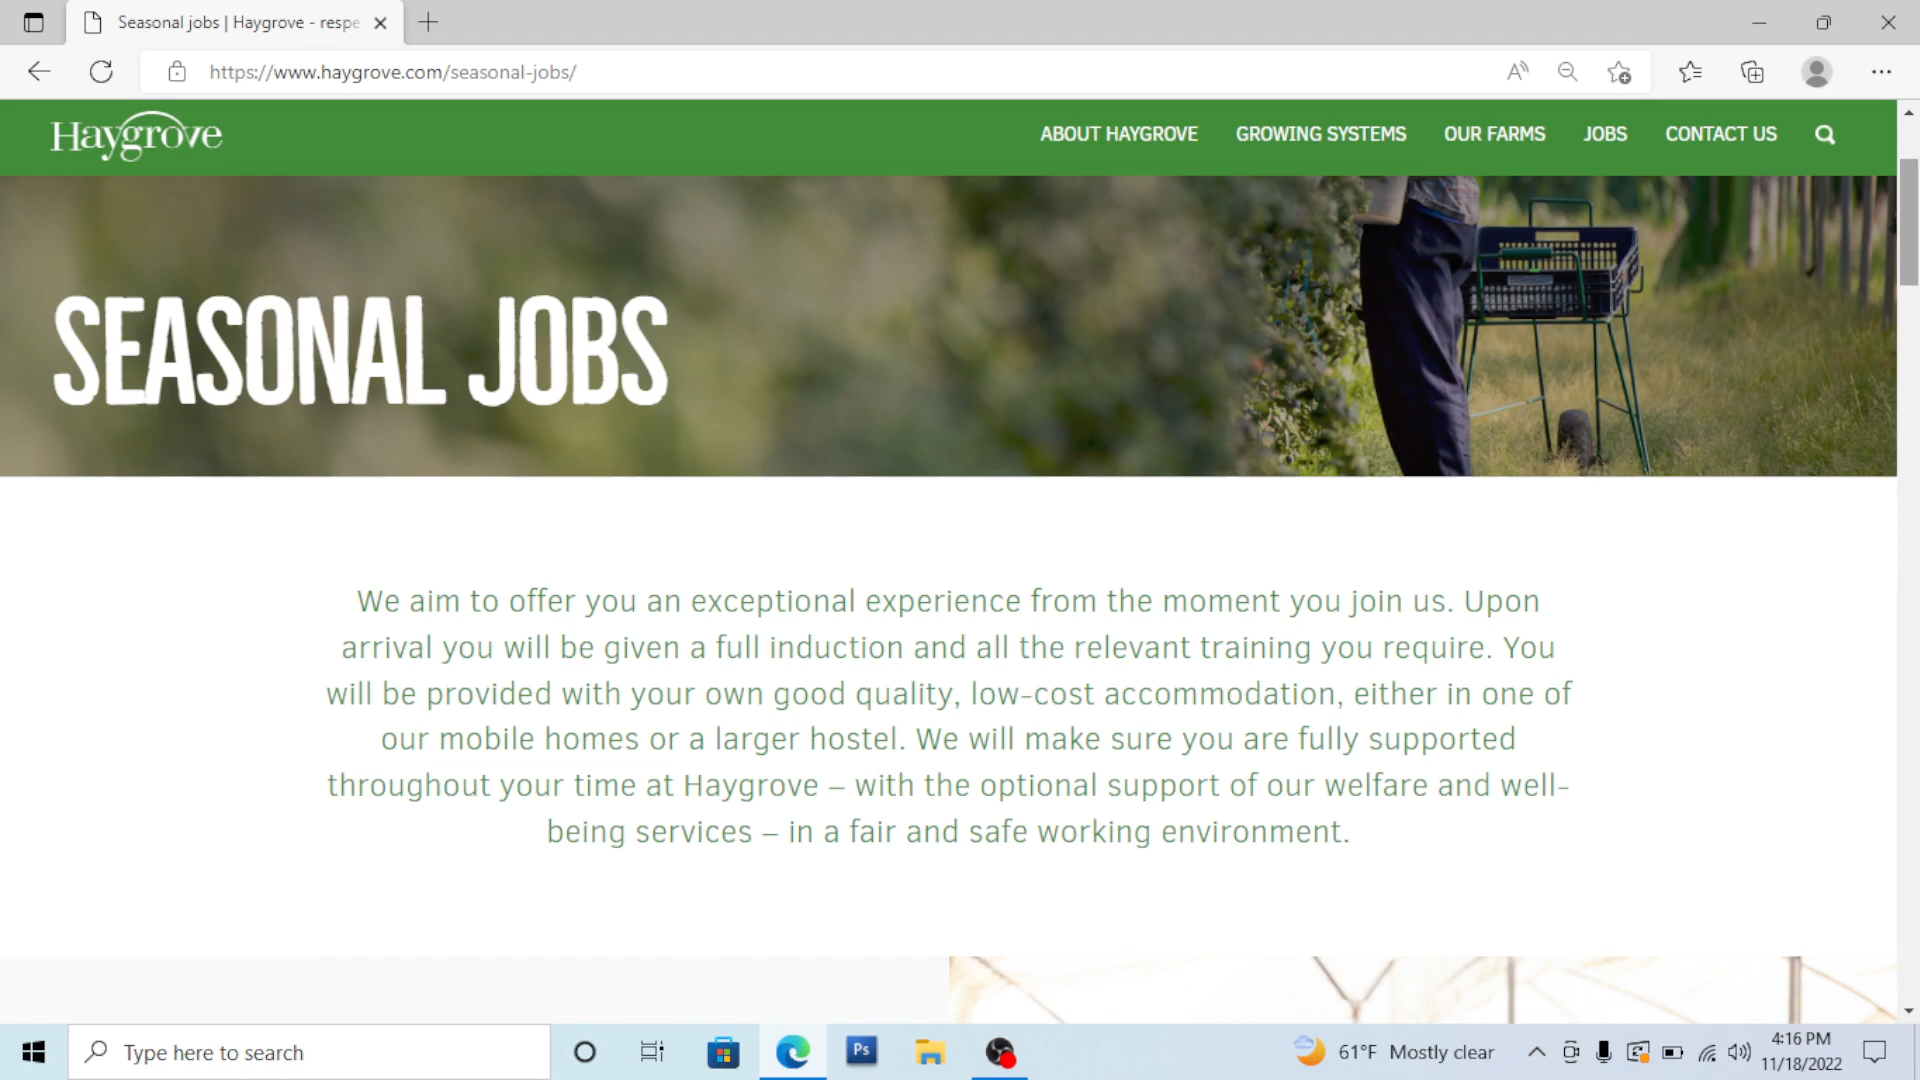 Seasonal jobs | Haygrove - respe
https://www.haygrove.com/seasonal-jobs/
Haygrove
ABOUT HAYGROVE GROWING SYSTEMS OUR FARMS JOBS CONTACT US
SEASONAL JOBS
We aim to offer you an exceptional experience from the moment you join us. Upon
arrival you will be given a full induction and all the relevant training you require. You
will be provided with your own good quality, low-cost accommodation, either in one of
our mobile homes or a larger hostel. We will make sure you are fully supported
throughout your time at Haygrove – with the optional support of our welfare and well-
being services – in a fair and safe working environment.
Type here to search
Ps
61°F Mostly clear
4:16 PM
11/18/2022